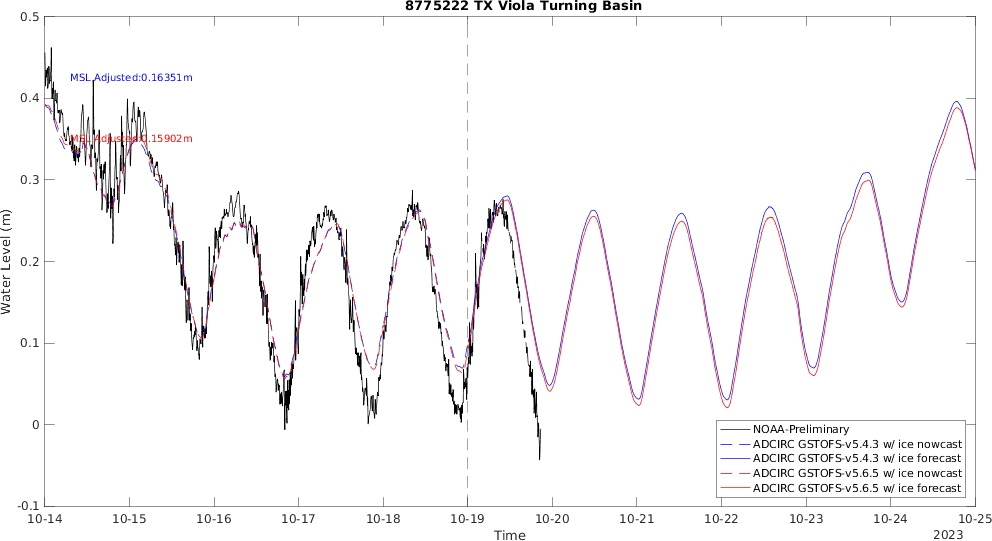 8775222 TX Viola Turning Basin
0.5
0.4
0.3
0.2
0.1
0
-0.1
Water Level (m)
MSL Adjusted:0.16351m
MSL Adjusted:0.15902m
NOAA-Preliminary
ADCIRC GSTOFS-v5.4.3 w/ ice nowcast
ADCIRC GSTOFS-v5.4.3 w/ ice forecast
ADCIRC GSTOFS-v5.6.5 w/ ice nowcast
ADCIRC GSTOFS-v5.6.5 w/ ice forecast
10-14 10-15 10-16 10-17 10-18 10-19 10-20 10-21 10-22 10-23 10-24 10-25
Time
2023